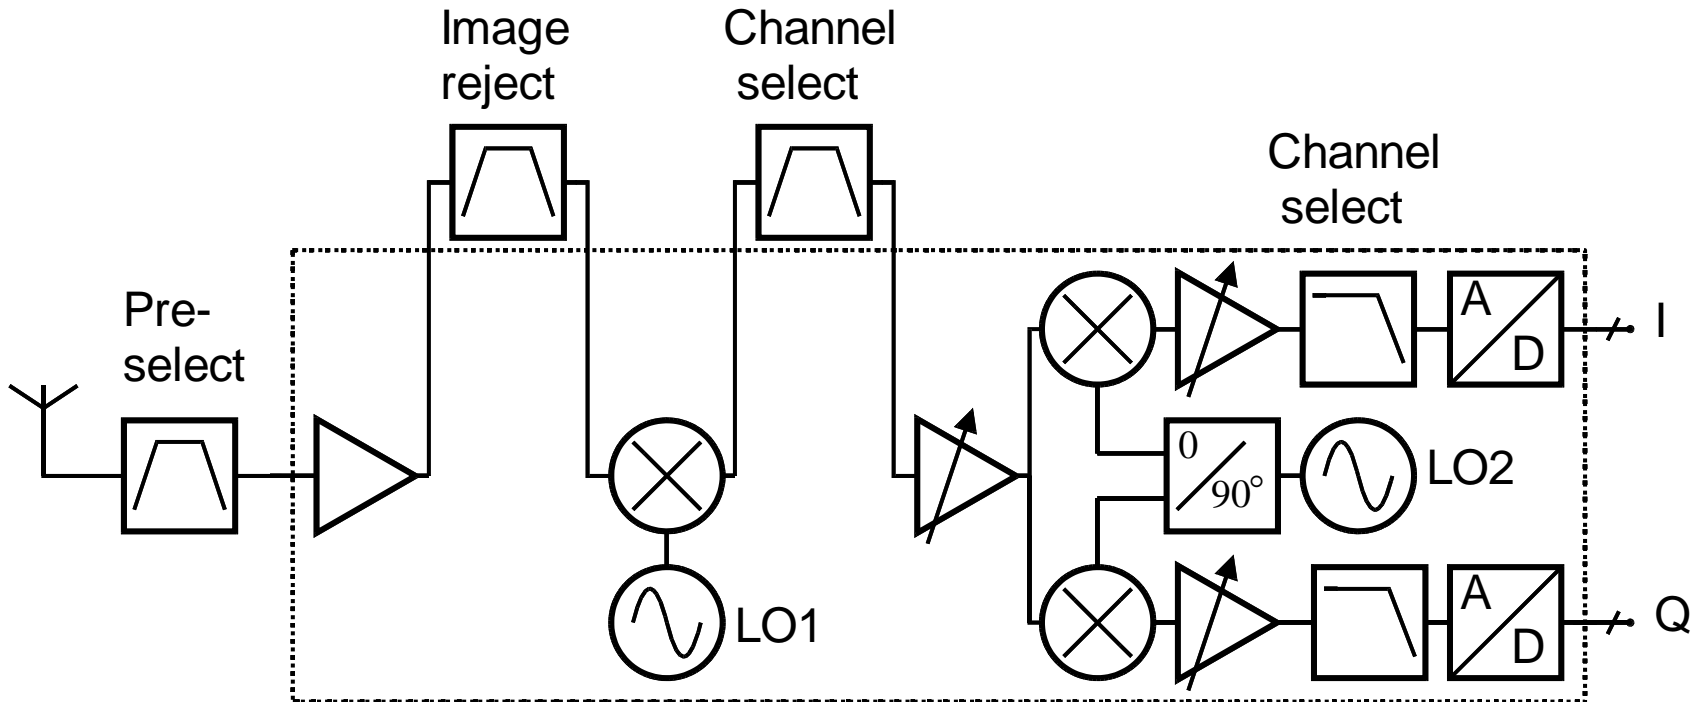 Image
reject
Channel
select
Channel
select
Pre-
select
A
D
I
0
90°
LO2
LO1
A
D
Q